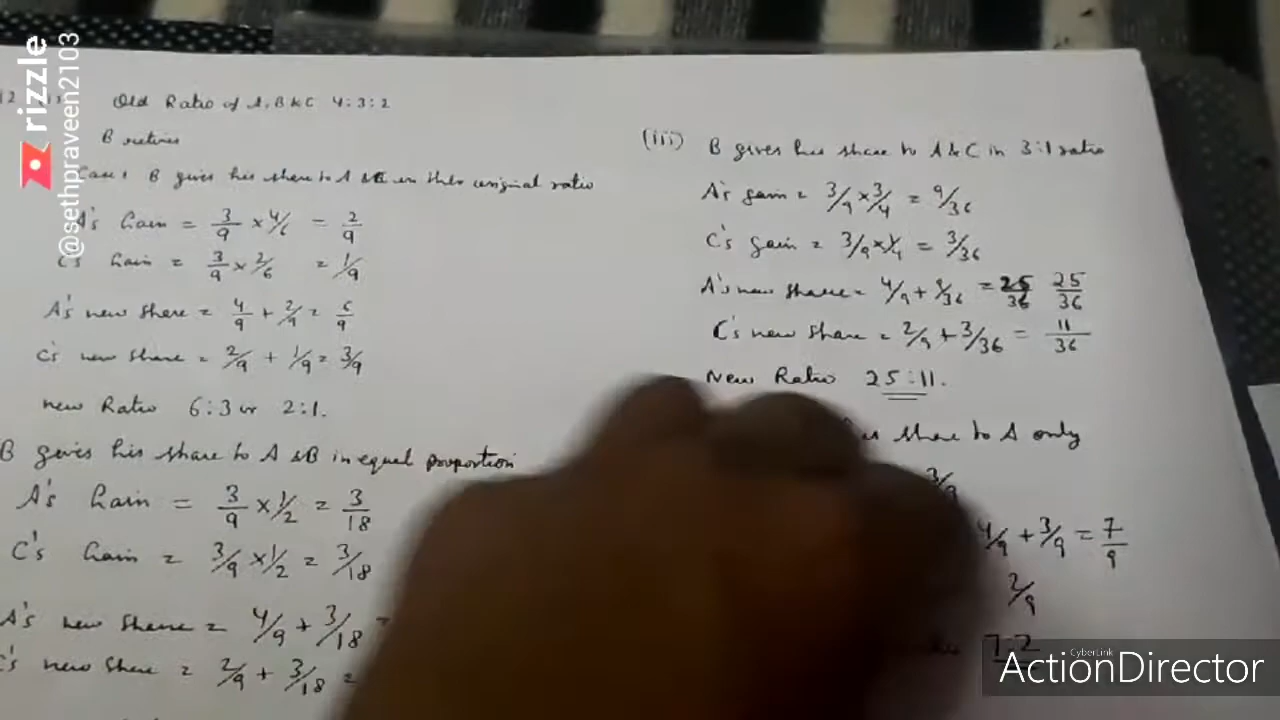 rizzle
@sethpraveen2103
Old Ratio of A, B & C 4:3:2
B retires
Case 1 B gives his share to A & C in their original ratio
A's Gain = 3/9 × 4/6 = 2/9
C's Gain = 3/9 × 2/6 = 1/9
A's new share = 4/9 + 2/9 = 6/9
C's new share = 2/9 + 1/9 = 3/9
new Ratio 6:3 or 2:1.
B gives his share to A & B in equal proportion
A's Gain = 3/9 × 1/2 = 3/18
C's Gain = 3/9 × 1/2 = 3/18
A's new share = 4/9 + 3/18 =
C's new share = 2/9 + 3/18 =
(iii) B gives his share to A & C in 3:1 ratio
A's gain = 3/9 × 3/4 = 9/36
C's gain = 3/9 × 1/4 = 3/36
A's new share = 4/9 + 9/36 = 25/36 25/36
C's new share = 2/9 + 3/36 = 11/36
New Ratio 25:11.
share to A only
3/9
4/9 + 3/9 = 7/9
2/9
7:2
CyberLink
ActionDirector